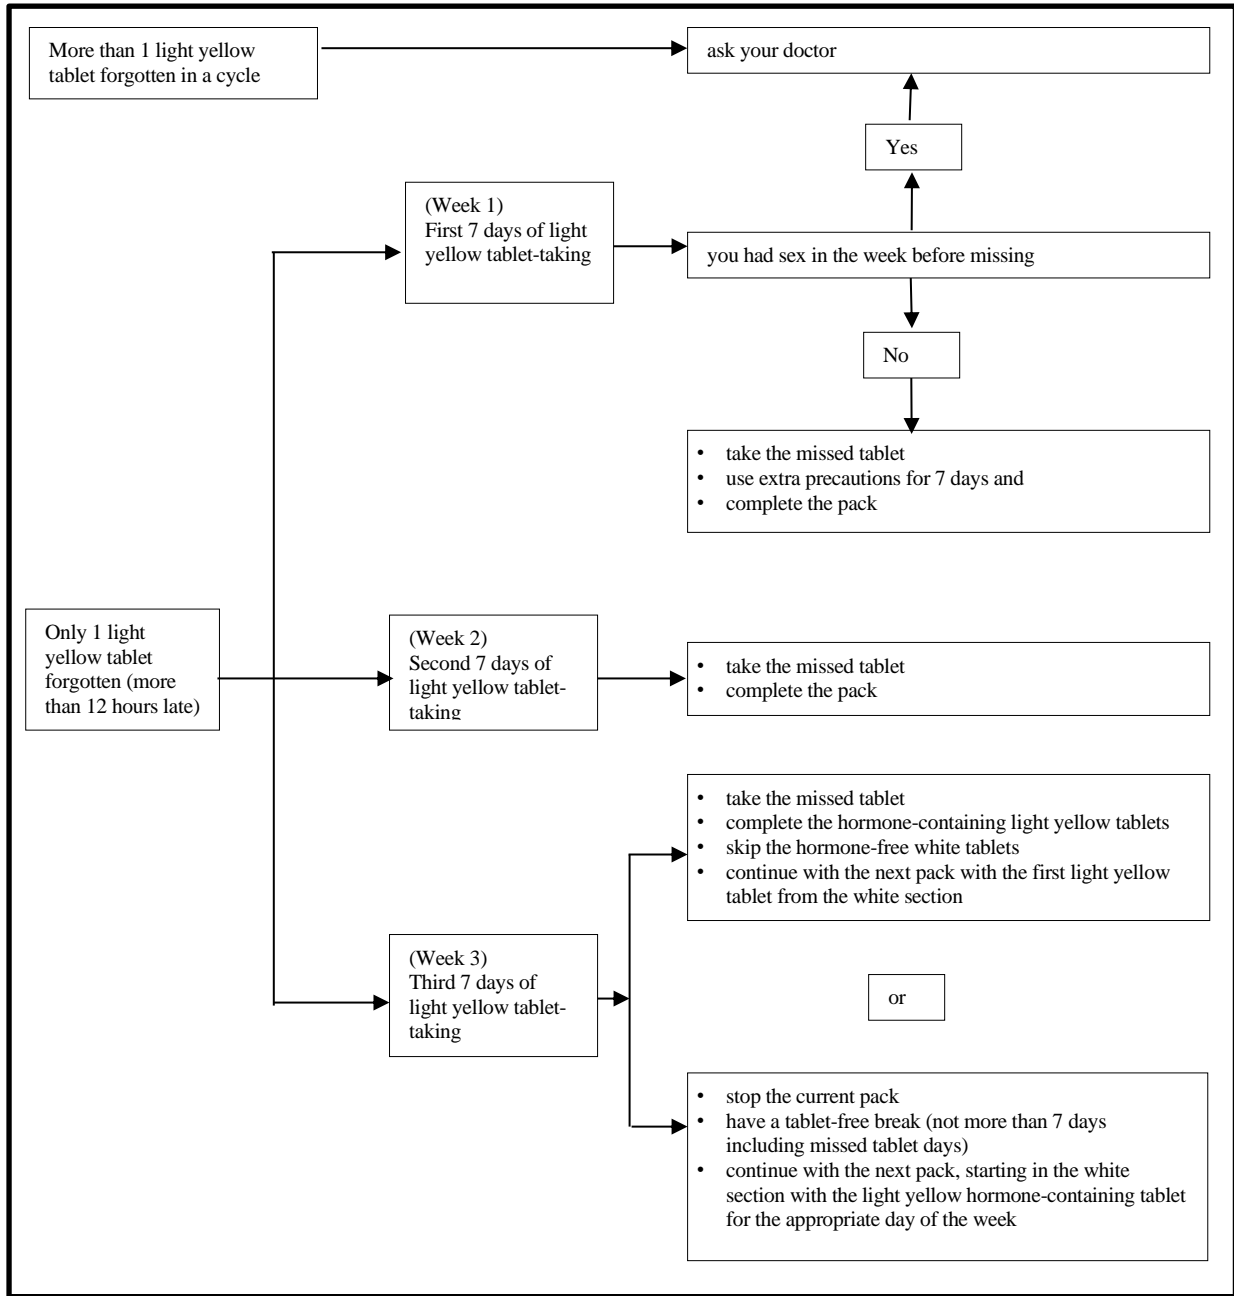 More than 1 light yellow
tablet forgotten in a cycle
ask your doctor
Yes
(Week 1)
First 7 days of light
yellow tablet-taking
you had sex in the week before missing
No
• take the missed tablet
• use extra precautions for 7 days and
• complete the pack
Only 1 light
yellow tablet
forgotten (more
than 12 hours late)
(Week 2)
Second 7 days of
light yellow tablet-
taking
• take the missed tablet
• complete the pack
• take the missed tablet
• complete the hormone-containing light yellow tablets
• skip the hormone-free white tablets
• continue with the next pack with the first light yellow
tablet from the white section
(Week 3)
Third 7 days of
light yellow tablet-
taking
or
• stop the current pack
• have a tablet-free break (not more than 7 days
including missed tablet days)
• continue with the next pack, starting in the white
section with the light yellow hormone-containing tablet
for the appropriate day of the week